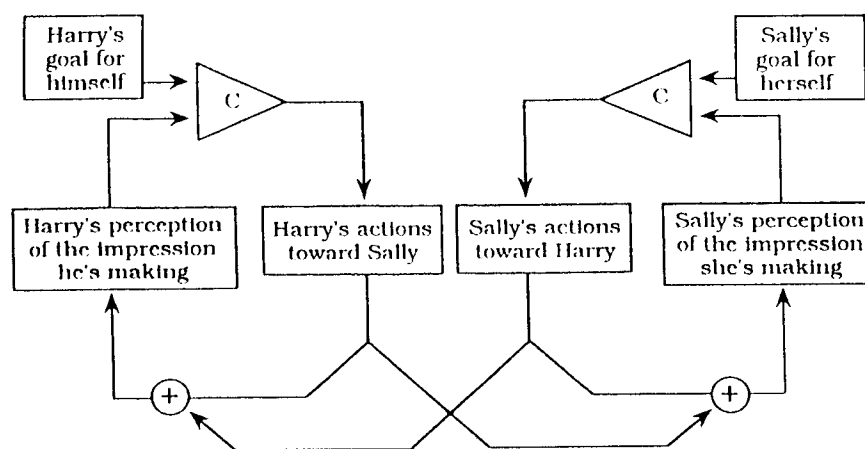 Harry's
goal for
himself
Sally's
goal for
herself
C
C
Harry's perception
of the impression
he's making
Harry's actions
toward Sally
Sally's actions
toward Harry
Sally's perception
of the impression
she's making
+
+